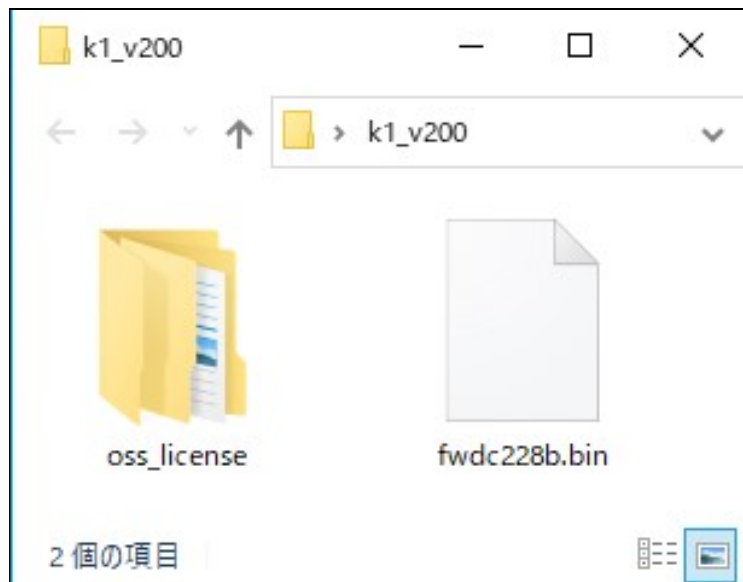 k1_v200
k1_v200
oss_license
fwdc228b.bin
2 個の項目